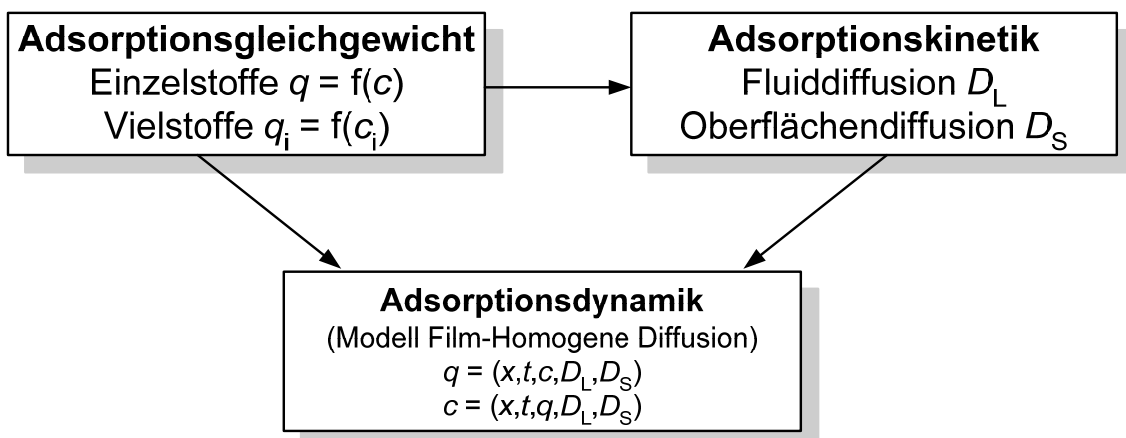 Adsorptionsgleichgewicht
Einzelstoffe q = f(c)
Vielstoffe qi = f(ci)
Adsorptionskinetik
Fluiddiffusion DL
Oberflächendiffusion DS
Adsorptionsdynamik
(Modell Film-Homogene Diffusion)
q = (x,t,c,DL,DS)
c = (x,t,q,DL,DS)